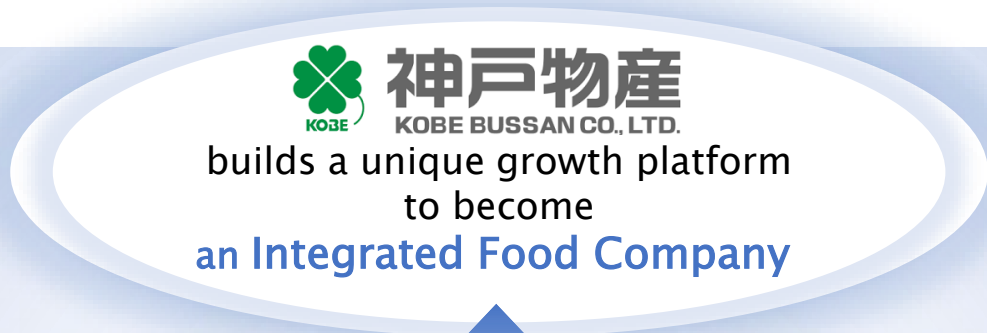 神戸物産
KOBE
KOBE BUSSAN CO., LTD.
builds a unique growth platform
to become
an Integrated Food Company